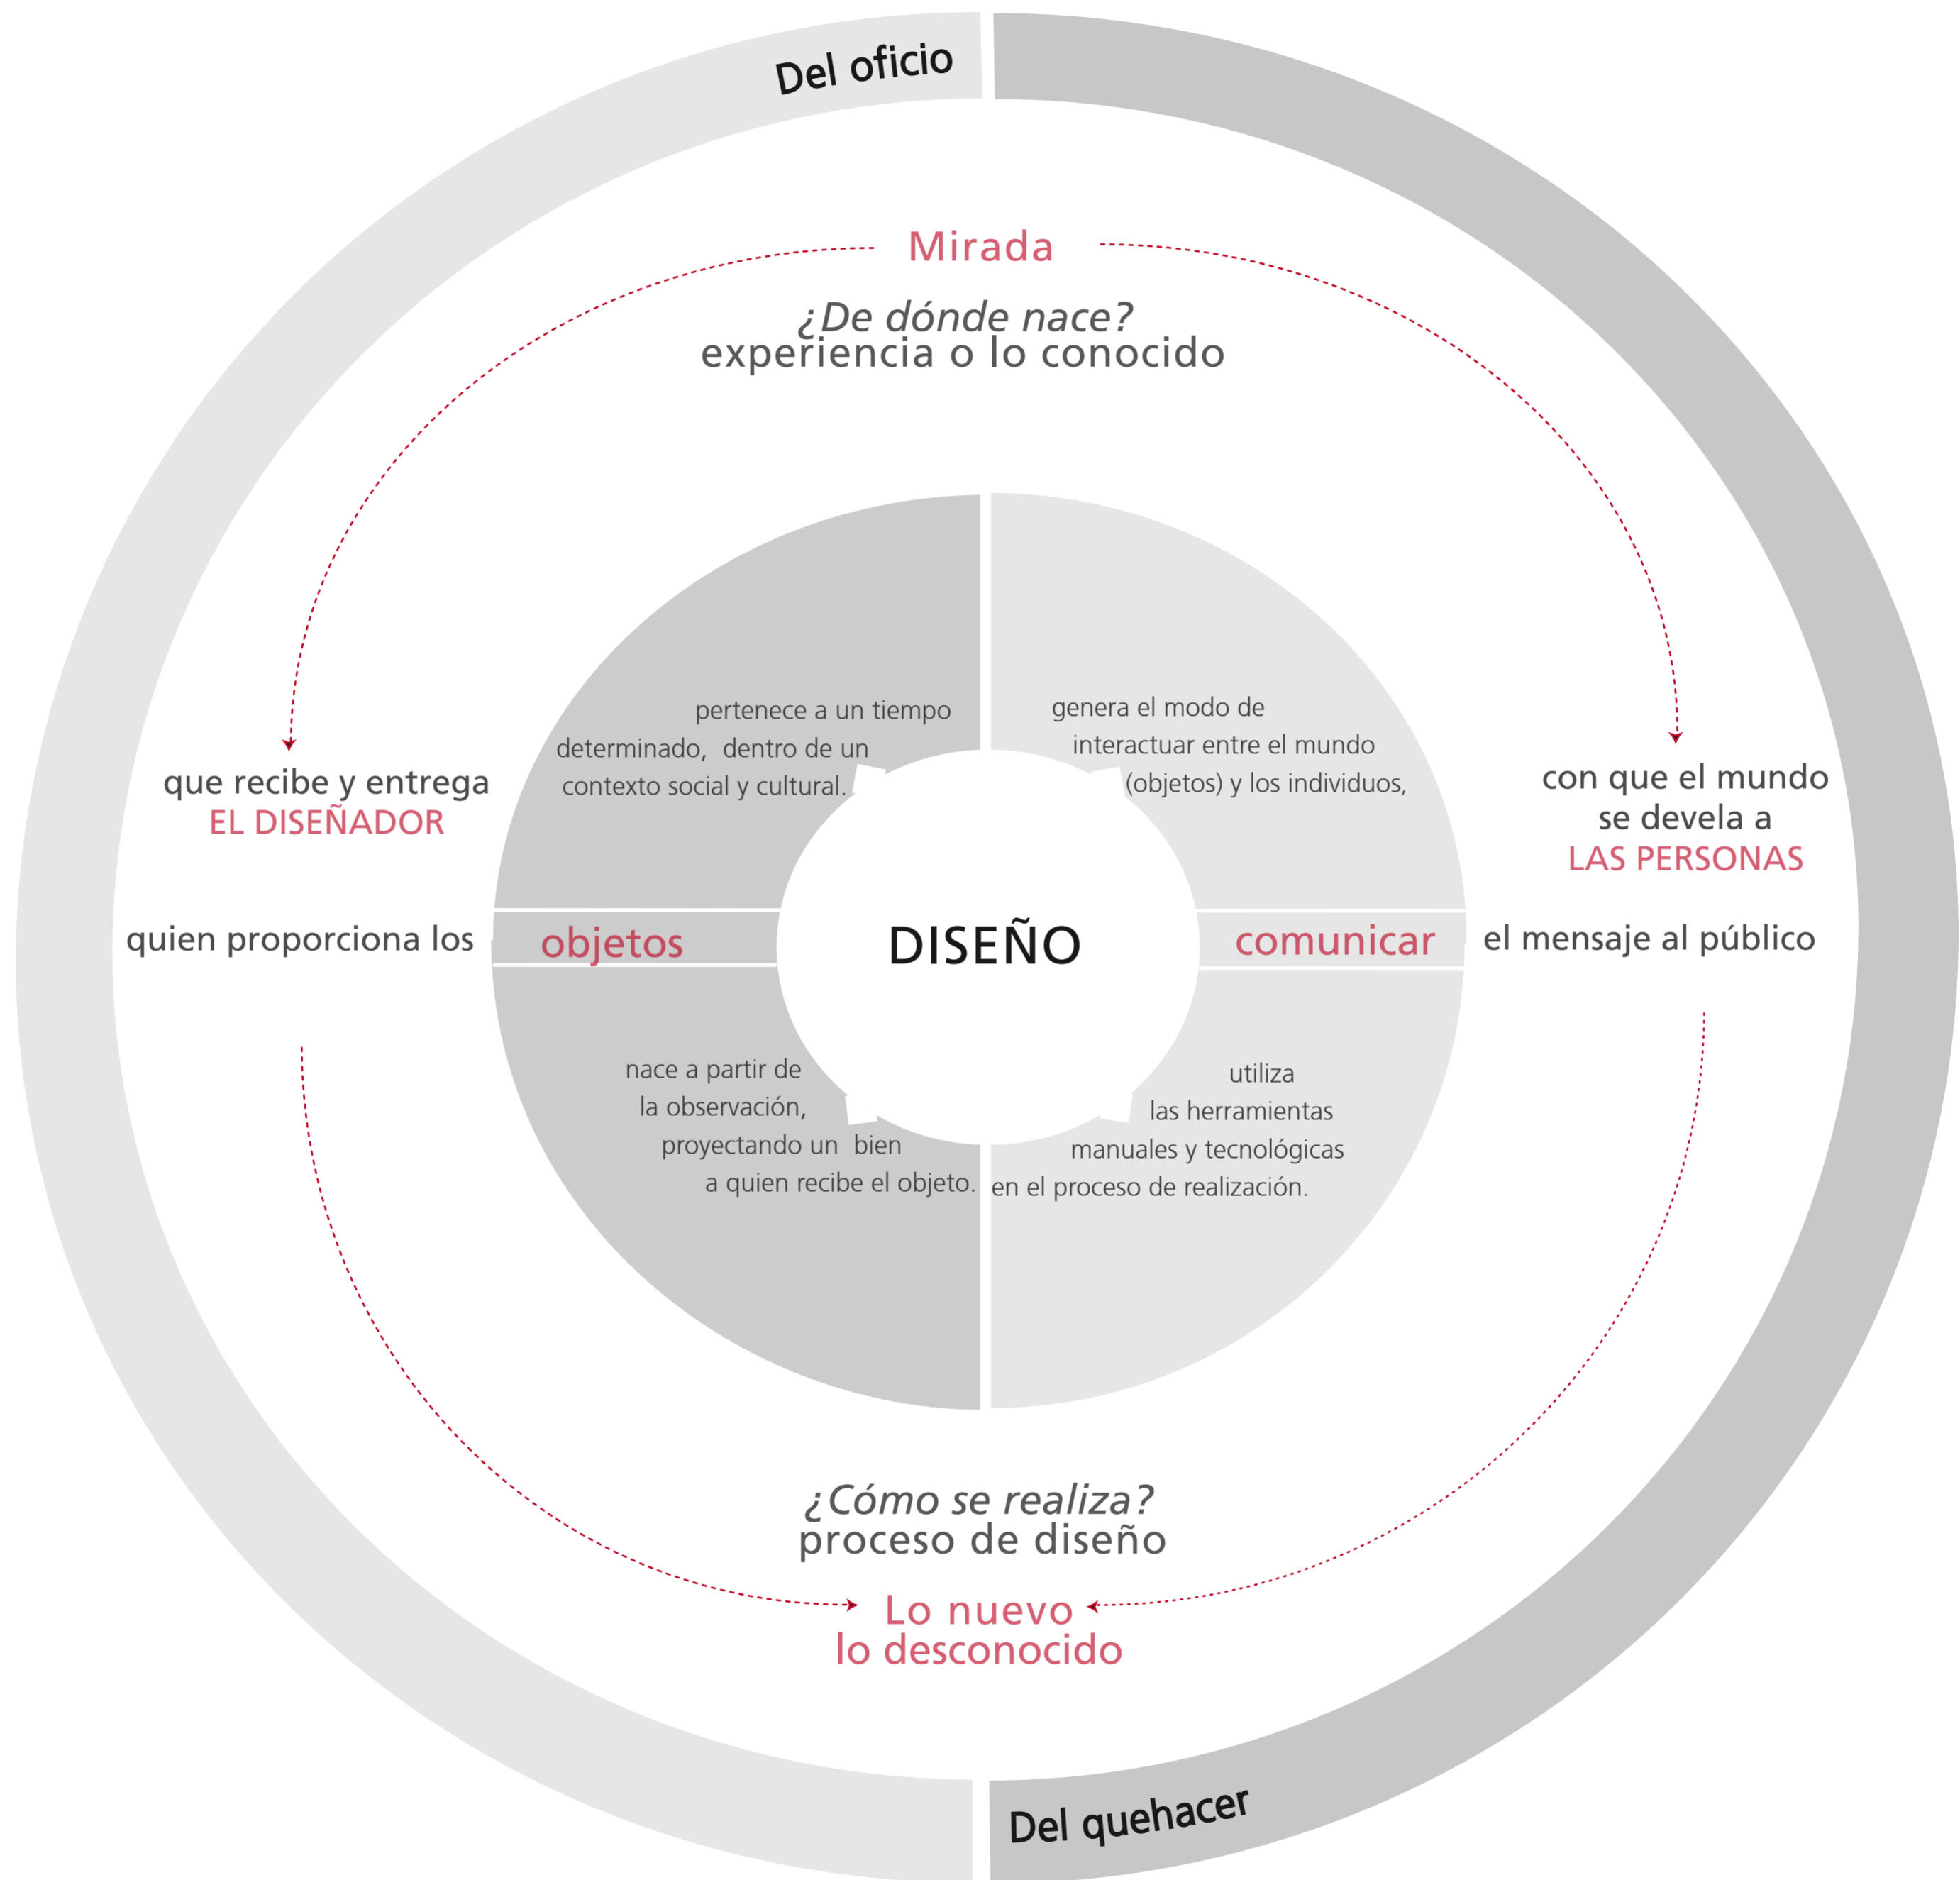 Del oficio
Mirada
¿De dónde nace?
experiencia o lo conocido
que recibe y entrega
EL DISEÑADOR
quien proporciona los
objetos
pertenece a un tiempo
determinado, dentro de un
contexto social y cultural.
genera el modo de
interactuar entre el mundo
(objetos) y los individuos,
DISEÑO
con que el mundo
se devela a
LAS PERSONAS
comunicar
el mensaje al público
nace a partir de
la observación,
proyectando un bien
a quien recibe el objeto.
utiliza
las herramientas
manuales y tecnológicas
en el proceso de realización.
¿Cómo se realiza?
proceso de diseño
Lo nuevo
lo desconocido
Del quehacer